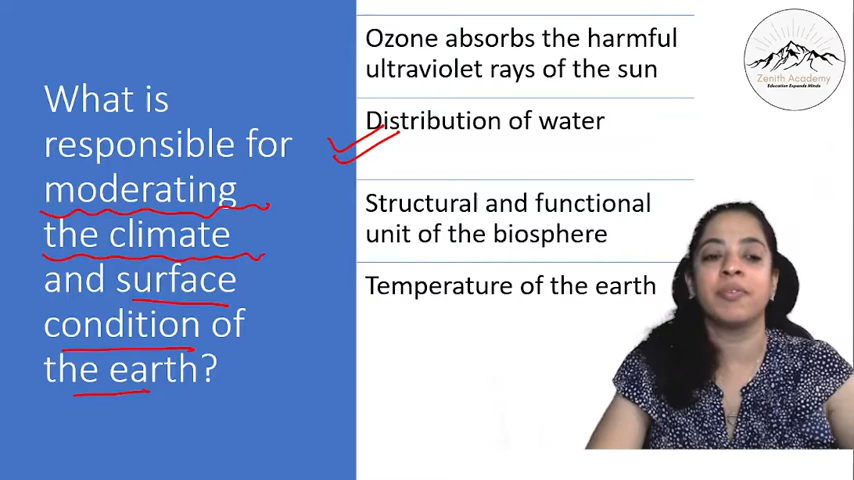 What is
responsible for
moderating
the climate
and surface
condition of
the earth?
Ozone absorbs the harmful
ultraviolet rays of the sun
Distribution of water
Structural and functional
unit of the biosphere
Temperature of the earth
Zenith Academy
Education Expands Minds